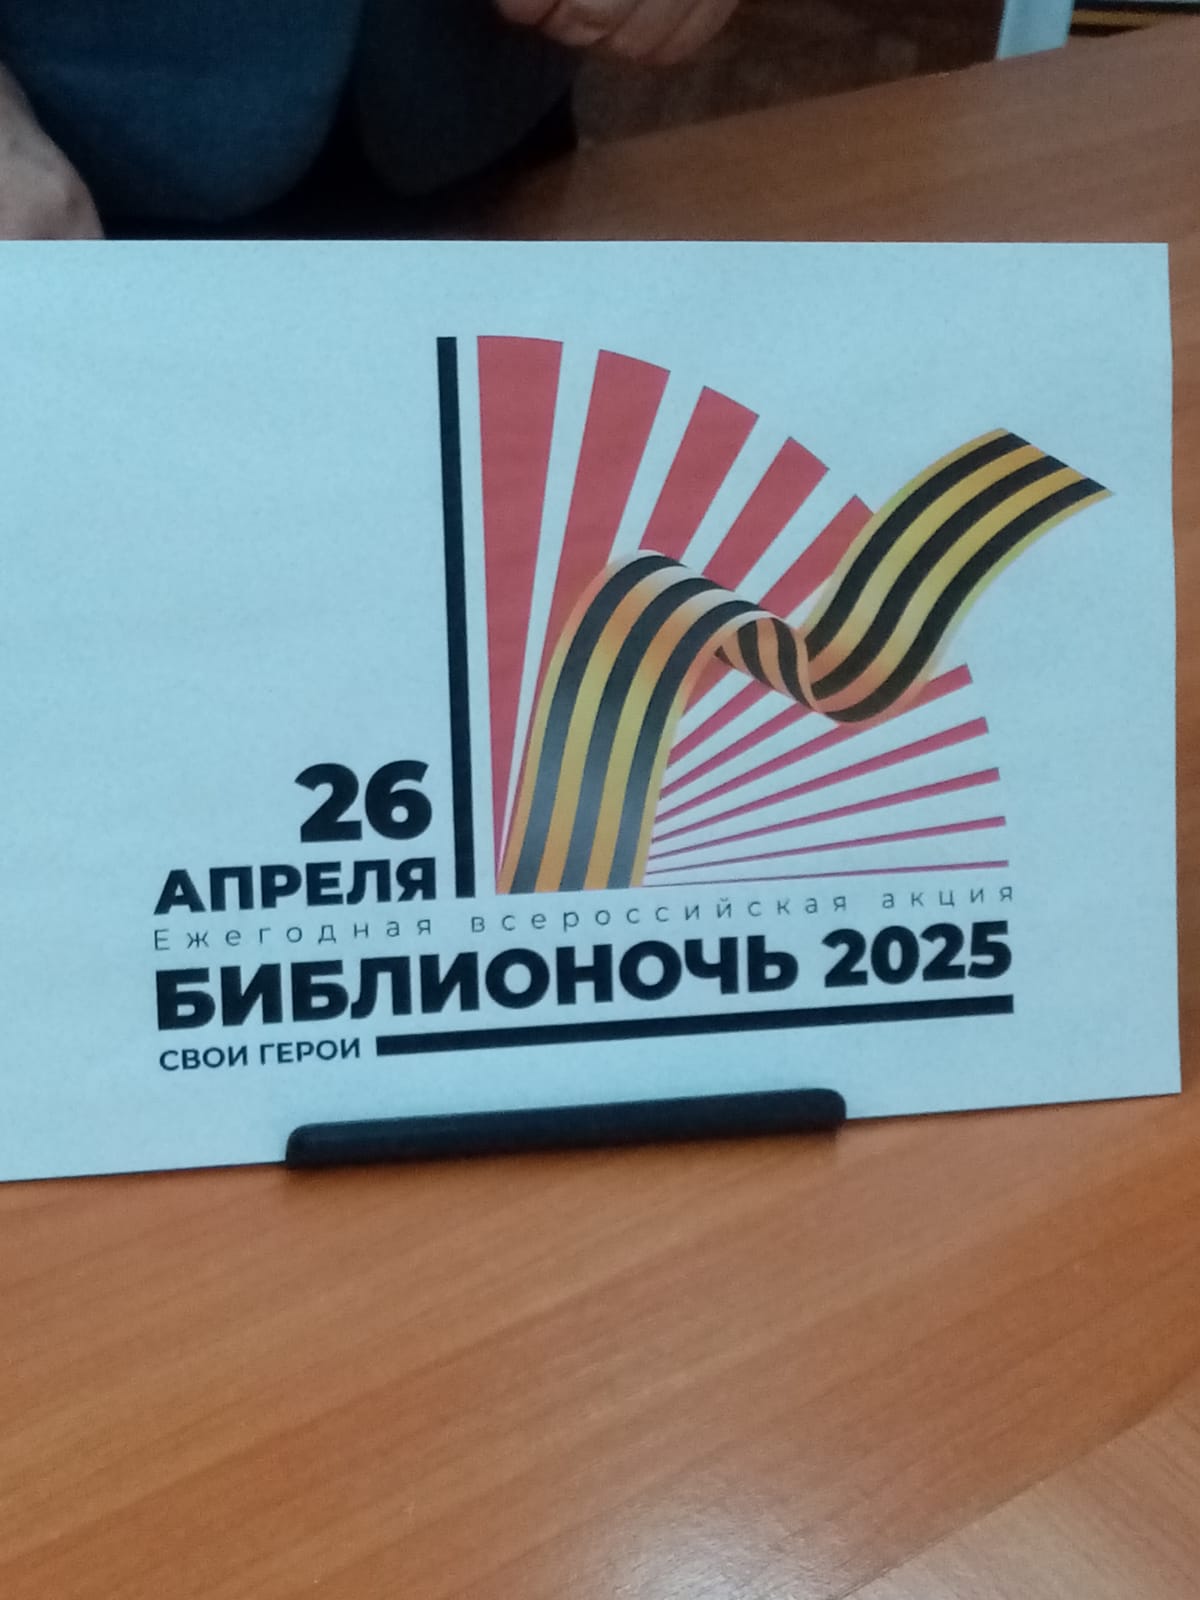 26
АПРЕЛЯ
Ежегодная всероссийская акция
БИБЛИОНОЧЬ 2025
СВОИ ГЕРОИ